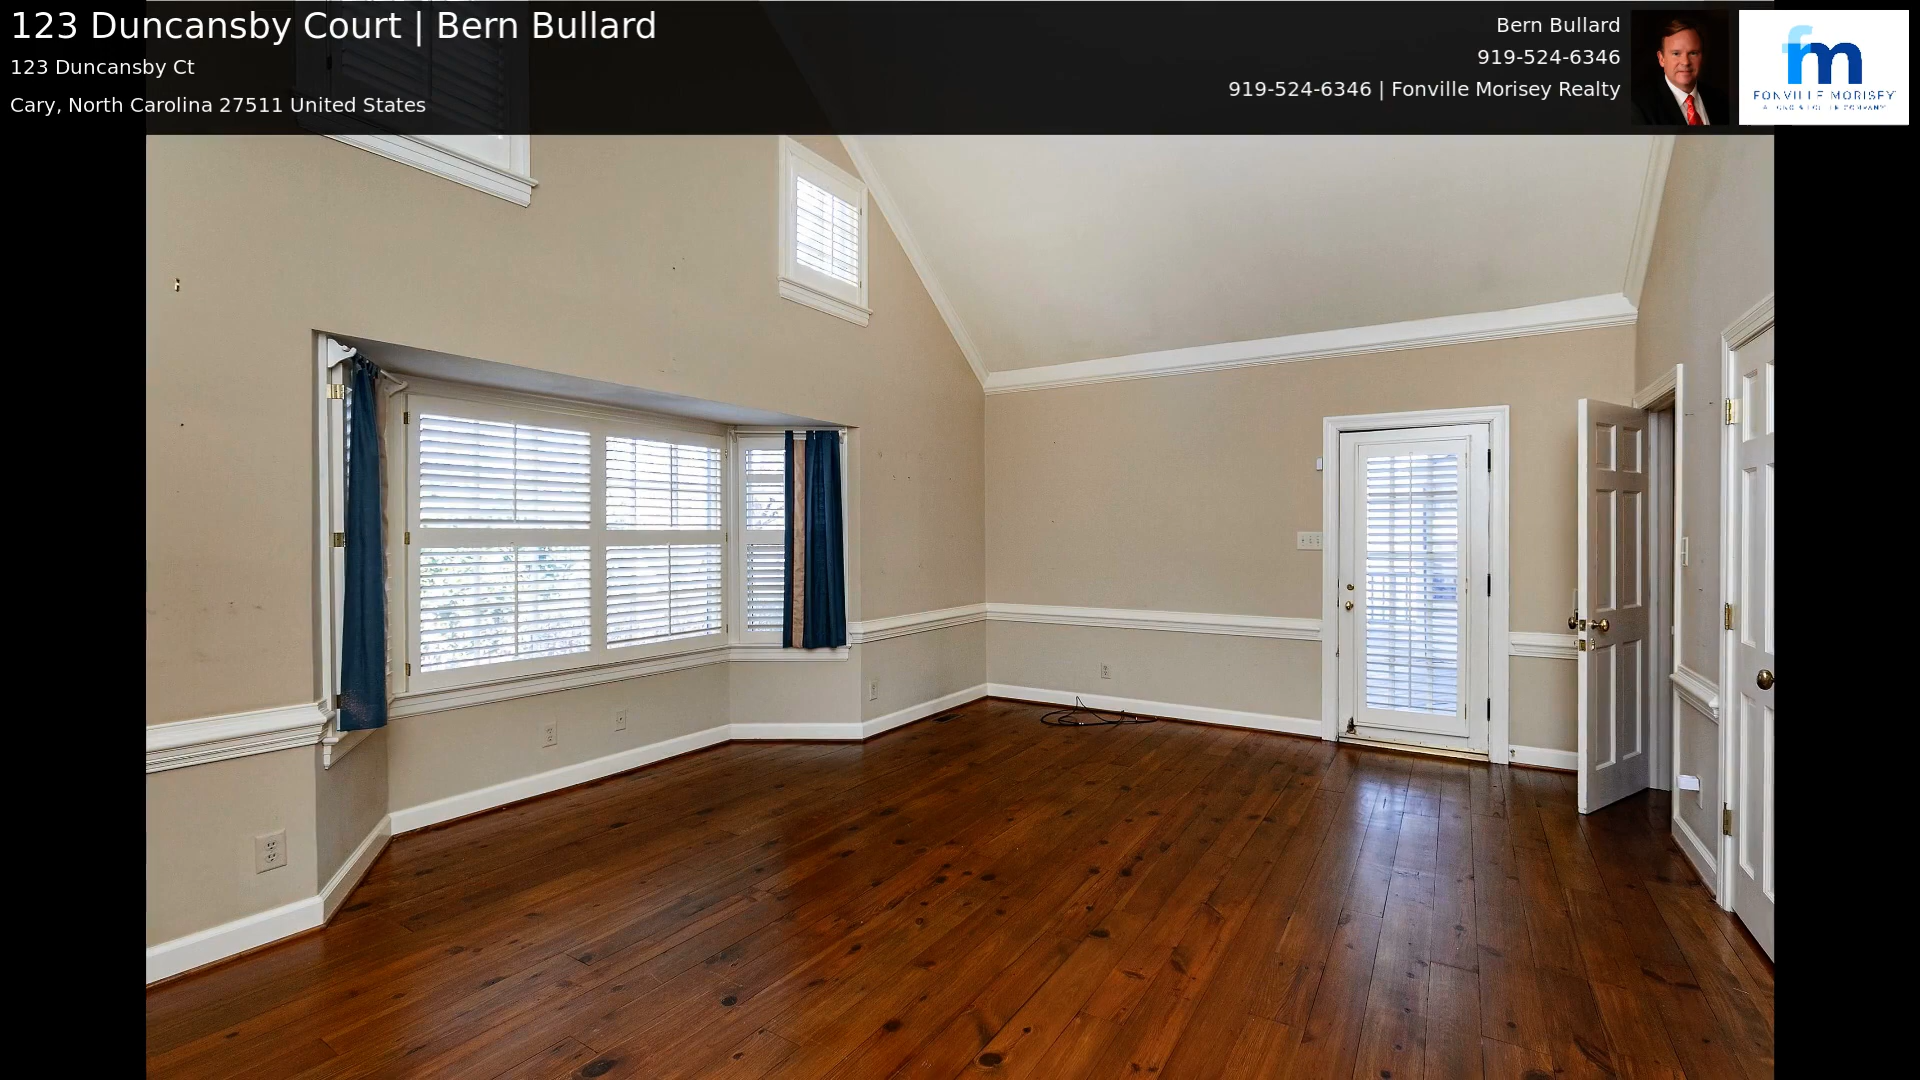 123 Duncansby Court | Bern Bullard
123 Duncansby Ct
Cary, North Carolina 27511 United States
Bern Bullard
919-524-6346
919-524-6346 | Fonville Morisey Realty
fm
FONVILLE MORISEY